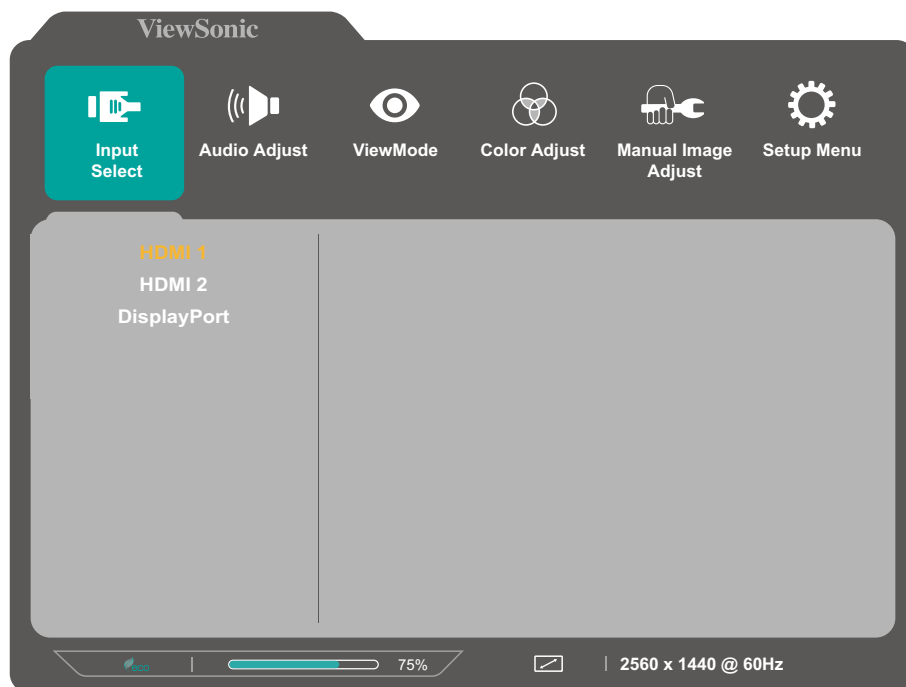 ViewSonic
Input Select
Audio Adjust
ViewMode
Color Adjust
Manual Image Adjust
Setup Menu
HDMI 1
HDMI 2
DisplayPort
eco
75%
2560 x 1440 @ 60Hz